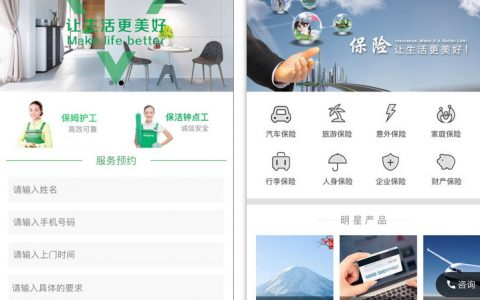 让生活更美好
Make life better
保姆护工
高效可靠
保洁钟点工
诚信安全
服务预约
请输入姓名
请输入手机号码
请输入上门时间
请输入具体的要求
保险
Insurance, Make It A Better Life!
让生活更美好!
汽车保险
旅游保险
意外保险
家庭保险
行李保险
人身保险
企业保险
财产保险
明星产品
GOOD SHOPPING!
咨询